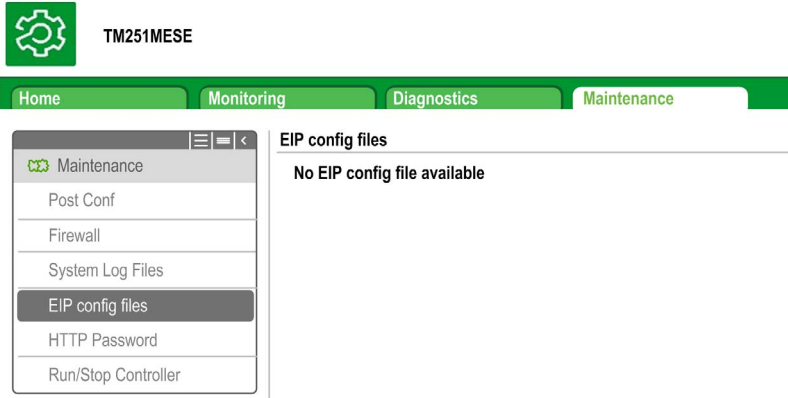 TM251MESE
Home Monitoring Diagnostics Maintenance
Maintenance
Post Conf
Firewall
System Log Files
EIP config files
HTTP Password
Run/Stop Controller
EIP config files
No EIP config file available